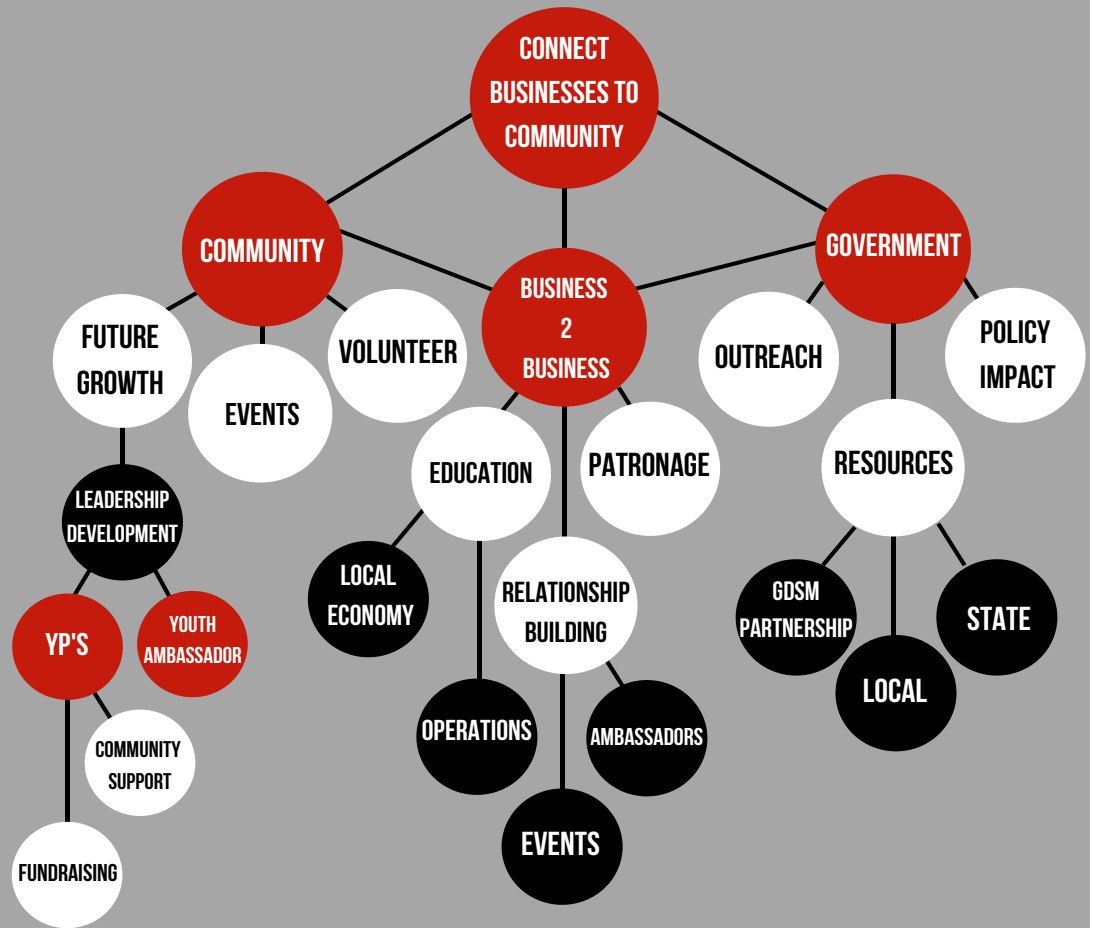 CONNECT
BUSINESSES TO
COMMUNITY
COMMUNITY
GOVERNMENT
BUSINESS
2
BUSINESS
FUTURE
GROWTH
EVENTS
VOLUNTEER
OUTREACH
POLICY
IMPACT
EDUCATION
PATRONAGE
RESOURCES
LEADERSHIP
DEVELOPMENT
LOCAL
ECONOMY
RELATIONSHIP
BUILDING
GDSM
PARTNERSHIP
STATE
LOCAL
YP'S
YOUTH
AMBASSADOR
OPERATIONS
AMBASSADORS
COMMUNITY
SUPPORT
EVENTS
FUNDRAISING